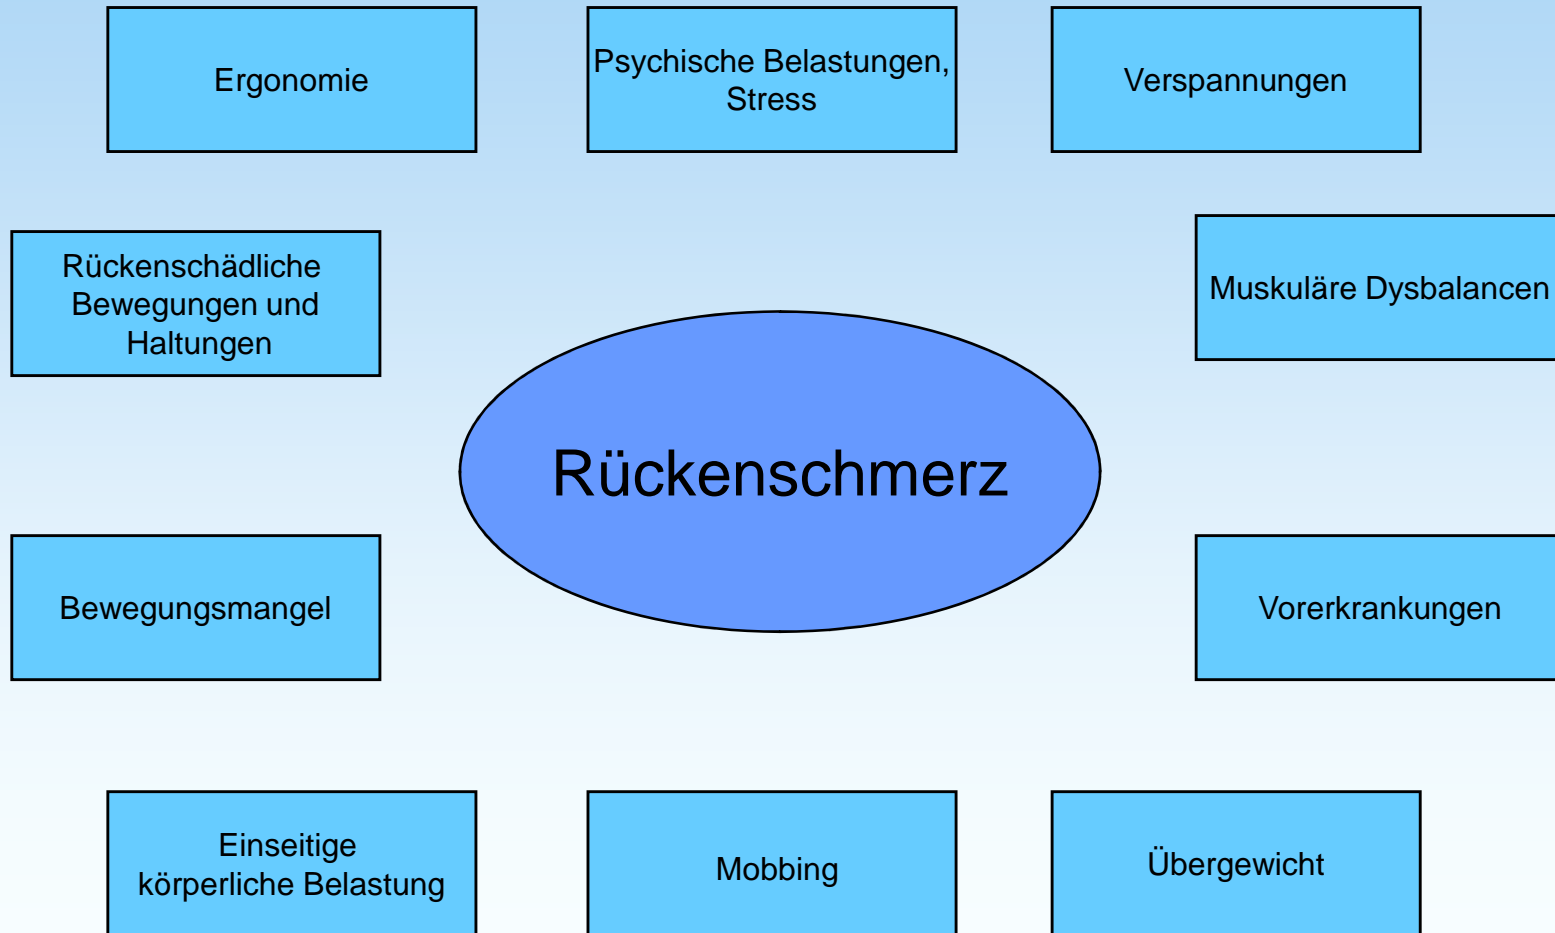 Ergonomie
Psychische Belastungen,
Stress
Verspannungen
Rückenschädliche
Bewegungen und
Haltungen
Muskuläre Dysbalancen
Rückenschmerz
Bewegungsmangel
Vorerkrankungen
Einseitige
körperliche Belastung
Mobbing
Übergewicht